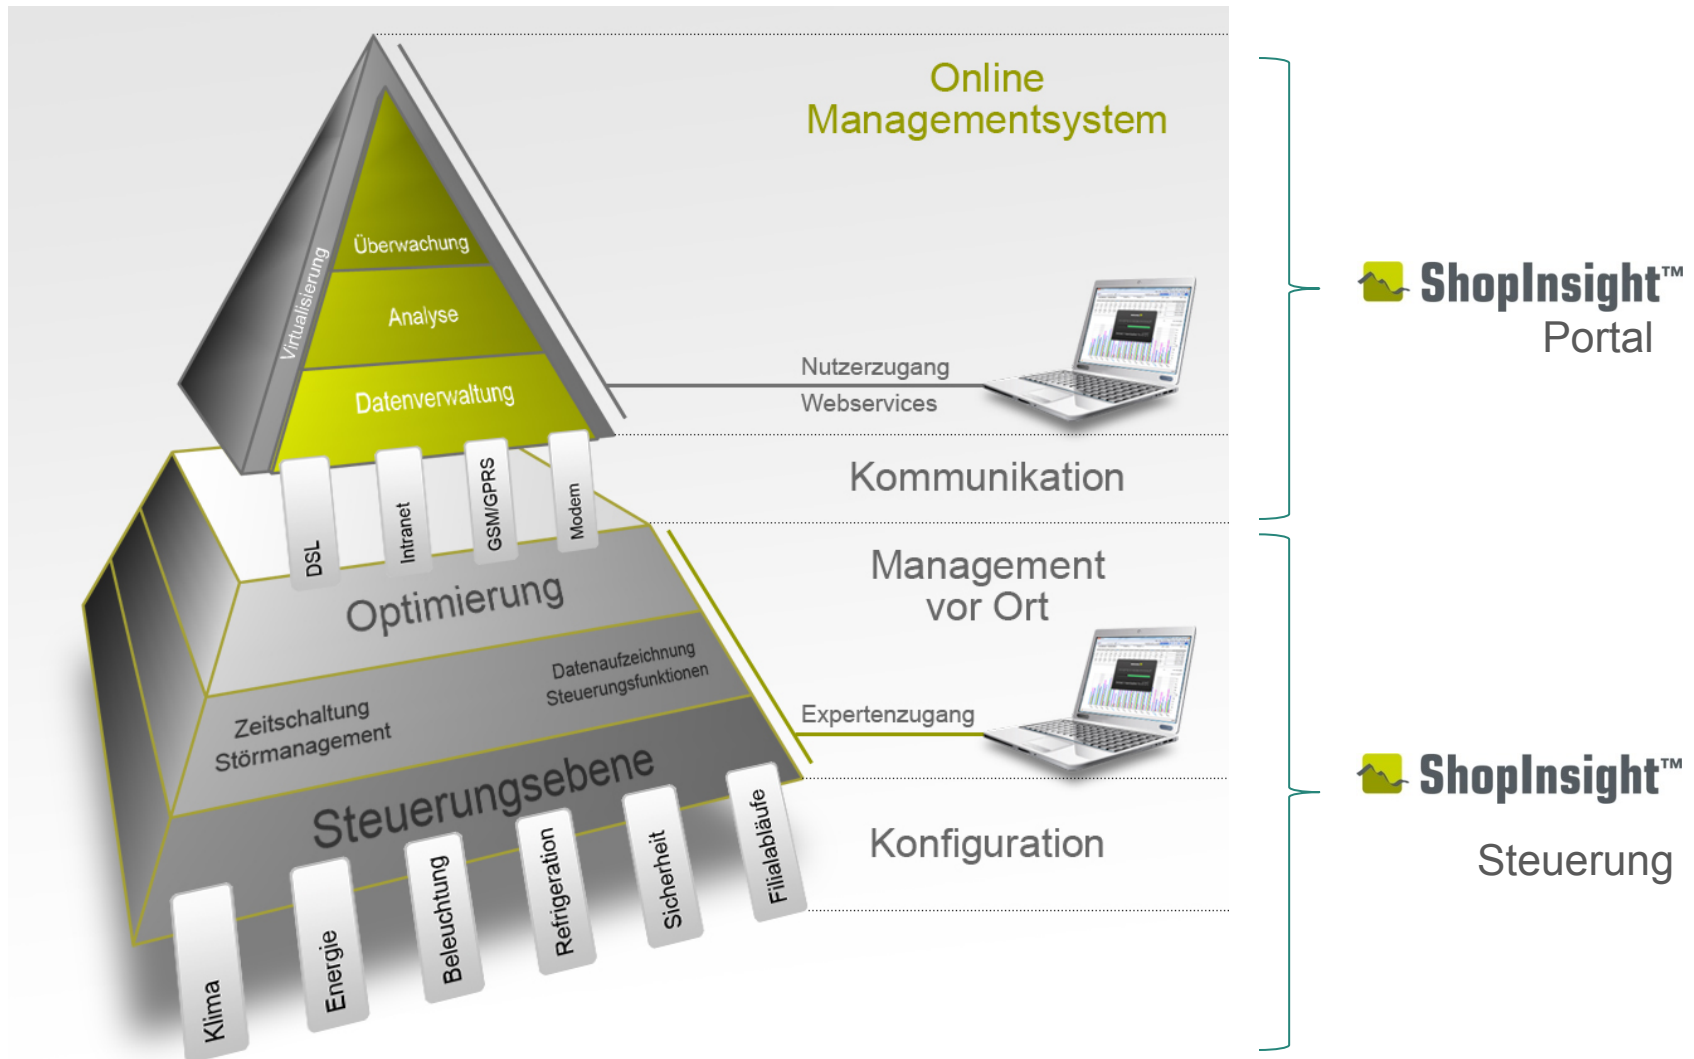 Online
Managementsystem
Überwachung
Virtualisierung
Analyse
Datenverwaltung
Nutzerzugang
Webservices
ShopInsight™
Portal
DSL
Intranet
GSM/GPRS
Modem
Kommunikation
Optimierung
Management
vor Ort
Datenaufzeichnung
Steuerungsfunktionen
Zeitschaltung
Störmanagement
Expertenzugang
Steuerungsebene
ShopInsight™
Steuerung
Konfiguration
Klima
Energie
Beleuchtung
Refrigeration
Sicherheit
Filialabläufe